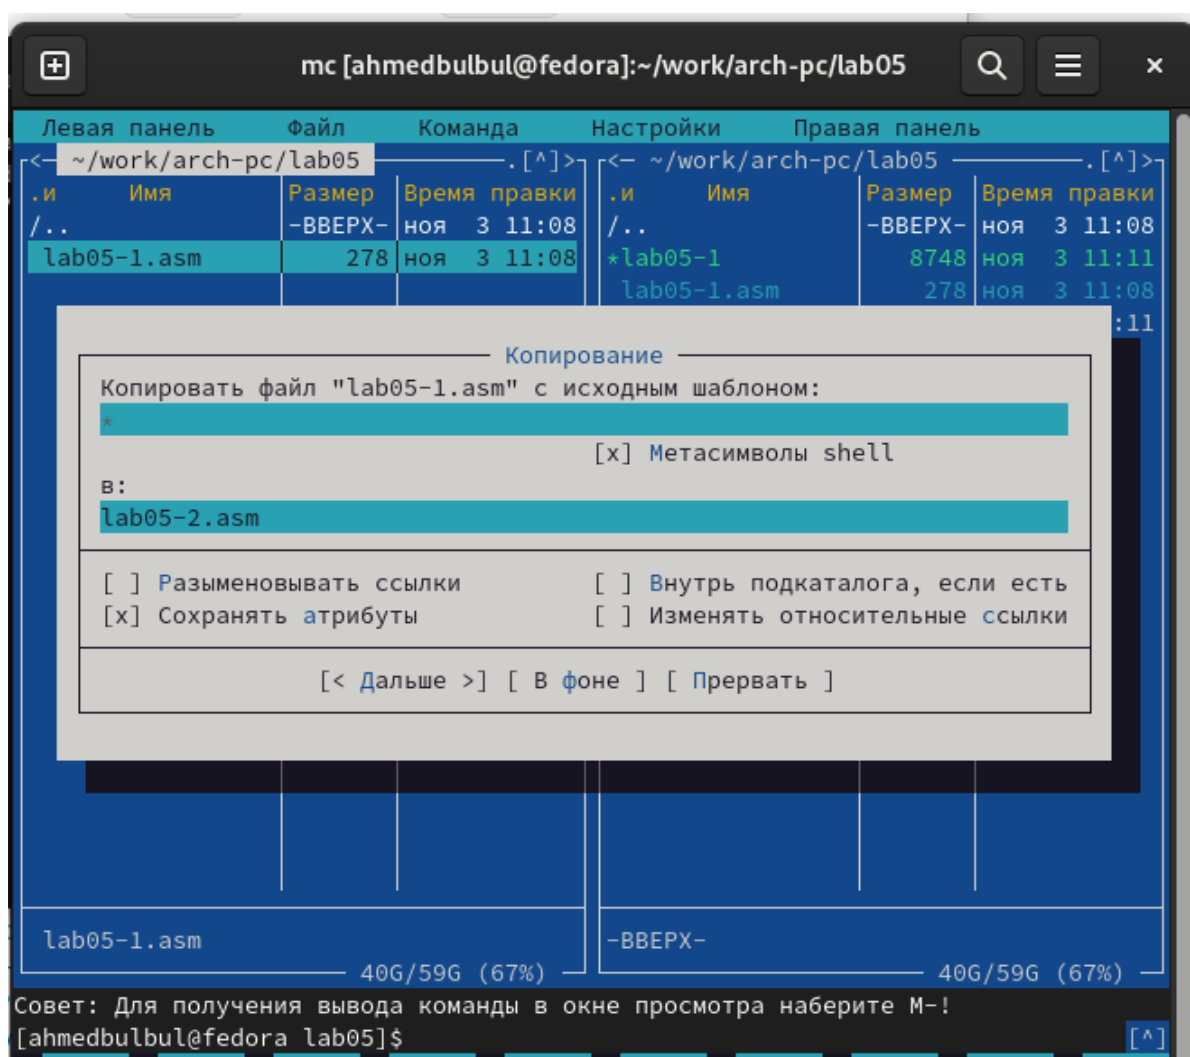 mc [ahmedbulbul@fedora]:~/work/arch-pc/lab05
Левая панель Файл Команда Настройки Правая панель
<– ~/work/arch-pc/lab05 .[^]> <– ~/work/arch-pc/lab05 .[^]>
.и Имя Размер Время правки .и Имя Размер Время правки
/.. –ВВЕРХ– ноя 3 11:08 /.. –ВВЕРХ– ноя 3 11:08
lab05-1.asm 278 ноя 3 11:08 *lab05-1 8748 ноя 3 11:11
lab05-1.asm 278 ноя 3 11:08
:11
Копирование
Копировать файл "lab05-1.asm" с исходным шаблоном:
*
[x] Метасимволы shell
в:
lab05-2.asm
[ ] Разыменовывать ссылки [ ] Внутрь подкаталога, если есть
[x] Сохранять атрибуты [ ] Изменять относительные ссылки
[< Дальше >] [ В фоне ] [ Прервать ]
lab05-1.asm –ВВЕРХ–
40G/59G (67%) 40G/59G (67%)
Совет: Для получения вывода команды в окне просмотра наберите M-!
[ahmedbulbul@fedora lab05]$ [^]